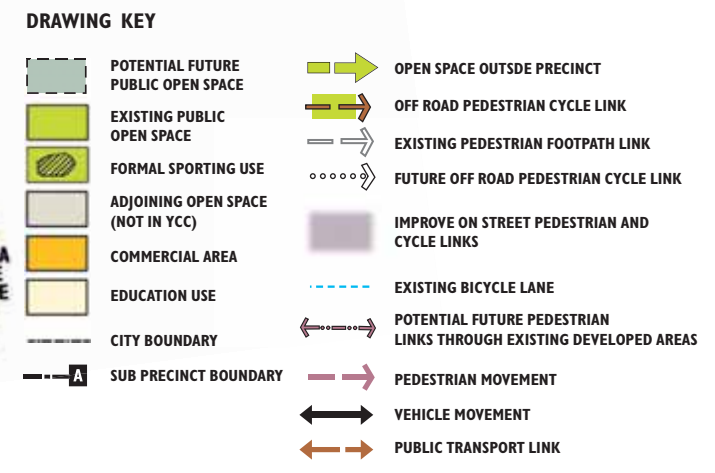 DRAWING KEY
POTENTIAL FUTURE
PUBLIC OPEN SPACE
EXISTING PUBLIC
OPEN SPACE
FORMAL SPORTING USE
ADJOINING OPEN SPACE
(NOT IN YCC)
COMMERCIAL AREA
EDUCATION USE
CITY BOUNDARY
A
SUB PRECINCT BOUNDARY
OPEN SPACE OUTSDE PRECINCT
OFF ROAD PEDESTRIAN CYCLE LINK
EXISTING PEDESTRIAN FOOTPATH LINK
FUTURE OFF ROAD PEDESTRIAN CYCLE LINK
IMPROVE ON STREET PEDESTRIAN AND
CYCLE LINKS
EXISTING BICYCLE LANE
POTENTIAL FUTURE PEDESTRIAN
LINKS THROUGH EXISTING DEVELOPED AREAS
PEDESTRIAN MOVEMENT
VEHICLE MOVEMENT
PUBLIC TRANSPORT LINK